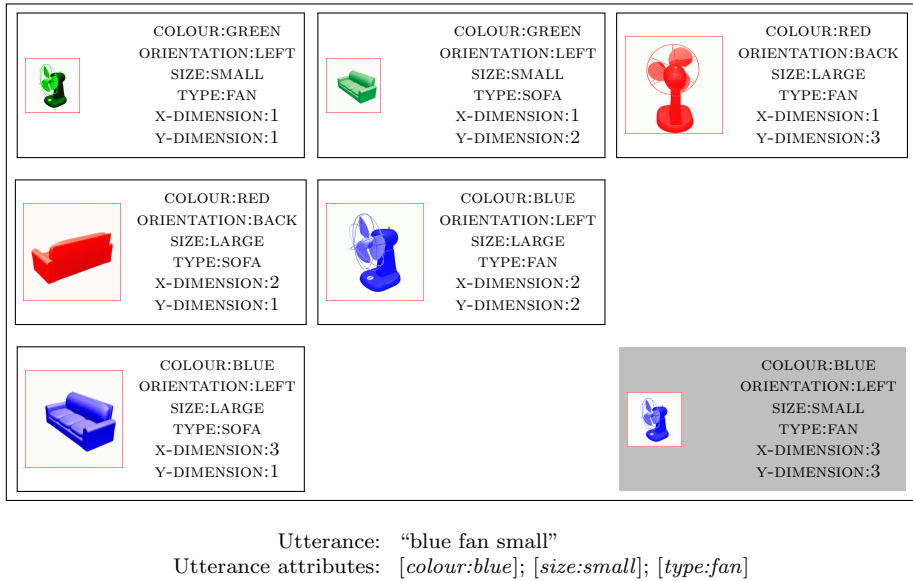 COLOUR:GREEN
ORIENTATION:LEFT
SIZE:SMALL
TYPE:FAN
X-DIMENSION:1
Y-DIMENSION:1
COLOUR:GREEN
ORIENTATION:LEFT
SIZE:SMALL
TYPE:SOFA
X-DIMENSION:1
Y-DIMENSION:2
COLOUR:RED
ORIENTATION:BACK
SIZE:LARGE
TYPE:FAN
X-DIMENSION:1
Y-DIMENSION:3
COLOUR:RED
ORIENTATION:BACK
SIZE:LARGE
TYPE:SOFA
X-DIMENSION:2
Y-DIMENSION:1
COLOUR:BLUE
ORIENTATION:LEFT
SIZE:LARGE
TYPE:FAN
X-DIMENSION:2
Y-DIMENSION:2
COLOUR:BLUE
ORIENTATION:LEFT
SIZE:LARGE
TYPE:SOFA
X-DIMENSION:3
Y-DIMENSION:1
COLOUR:BLUE
ORIENTATION:LEFT
SIZE:SMALL
TYPE:FAN
X-DIMENSION:3
Y-DIMENSION:3
Utterance: “blue fan small”
Utterance attributes: [colour:blue]; [size:small]; [type:fan]